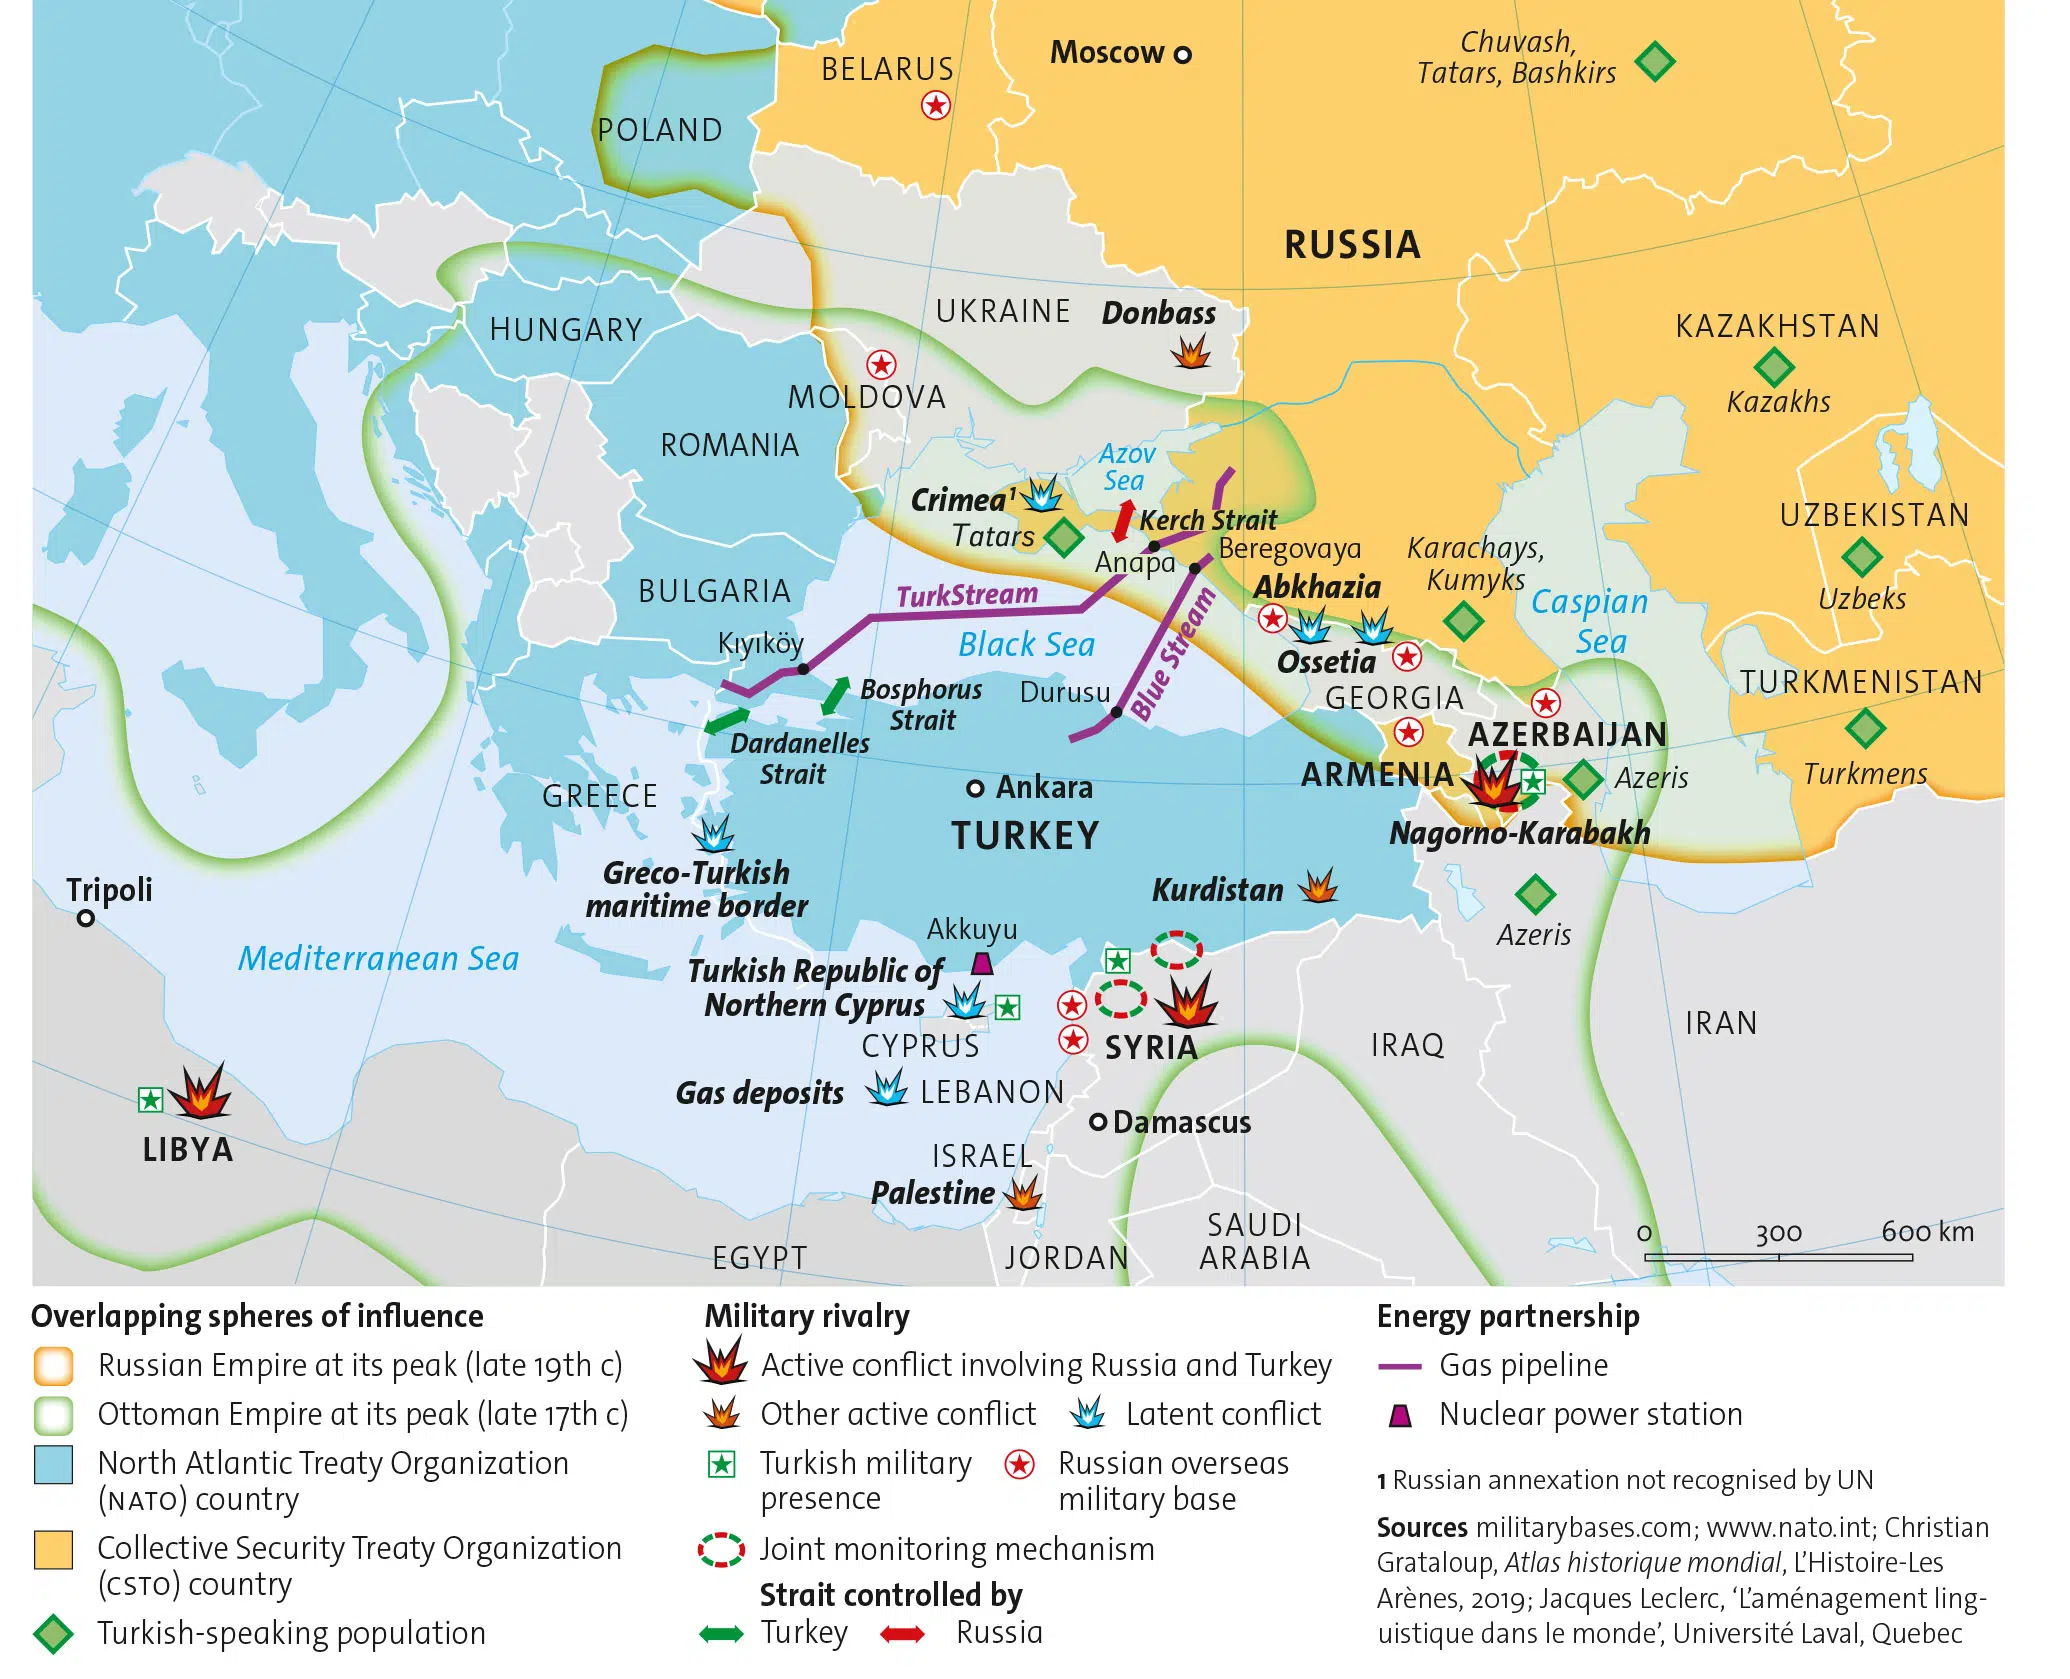 Moscow
Chuvash,
Tatars, Bashkirs
BELARUS
POLAND
RUSSIA
UKRAINE
Donbass
HUNGARY
KAZAKHSTAN
Kazakhs
MOLDOVA
ROMANIA
Azov
Sea
Crimea¹
Tatars
Kerch Strait
Anapa
Beregovaya
Karachays,
Kumyks
UZBEKISTAN
Uzbeks
Abkhazia
BULGARIA
TurkStream
Black Sea
Blue Stream
Caspian
Sea
Kıyıköy
Ossetia
GEORGIA
TURKMENISTAN
Turkmens
Bosphorus
Strait
Durusu
Dardanelles
Strait
AZERBAIJAN
ARMENIA
Azeris
GREECE
Ankara
TURKEY
Nagorno-Karabakh
Greco-Turkish
maritime border
Kurdistan
Tripoli
Azeris
Akkuyu
Mediterranean Sea
Turkish Republic of
Northern Cyprus
CYPRUS
SYRIA
IRAQ
IRAN
Gas deposits
LEBANON
Damascus
LIBYA
ISRAEL
Palestine
EGYPT
JORDAN
SAUDI
ARABIA
0 300 600 km
Overlapping spheres of influence
Russian Empire at its peak (late 19th c)
Ottoman Empire at its peak (late 17th c)
North Atlantic Treaty Organization
(NATO) country
Collective Security Treaty Organization
(CSTO) country
Turkish-speaking population
Military rivalry
Active conflict involving Russia and Turkey
Other active conflict
Latent conflict
Turkish military
presence
Russian overseas
military base
Joint monitoring mechanism
Strait controlled by
Turkey
Russia
Energy partnership
Gas pipeline
Nuclear power station
1 Russian annexation not recognised by UN
Sources militarybases.com; www.nato.int; Christian
Grataloup, Atlas historique mondial, L’Histoire-Les
Arènes, 2019; Jacques Leclerc, ‘L’aménagement ling-
uistique dans le monde’, Université Laval, Quebec